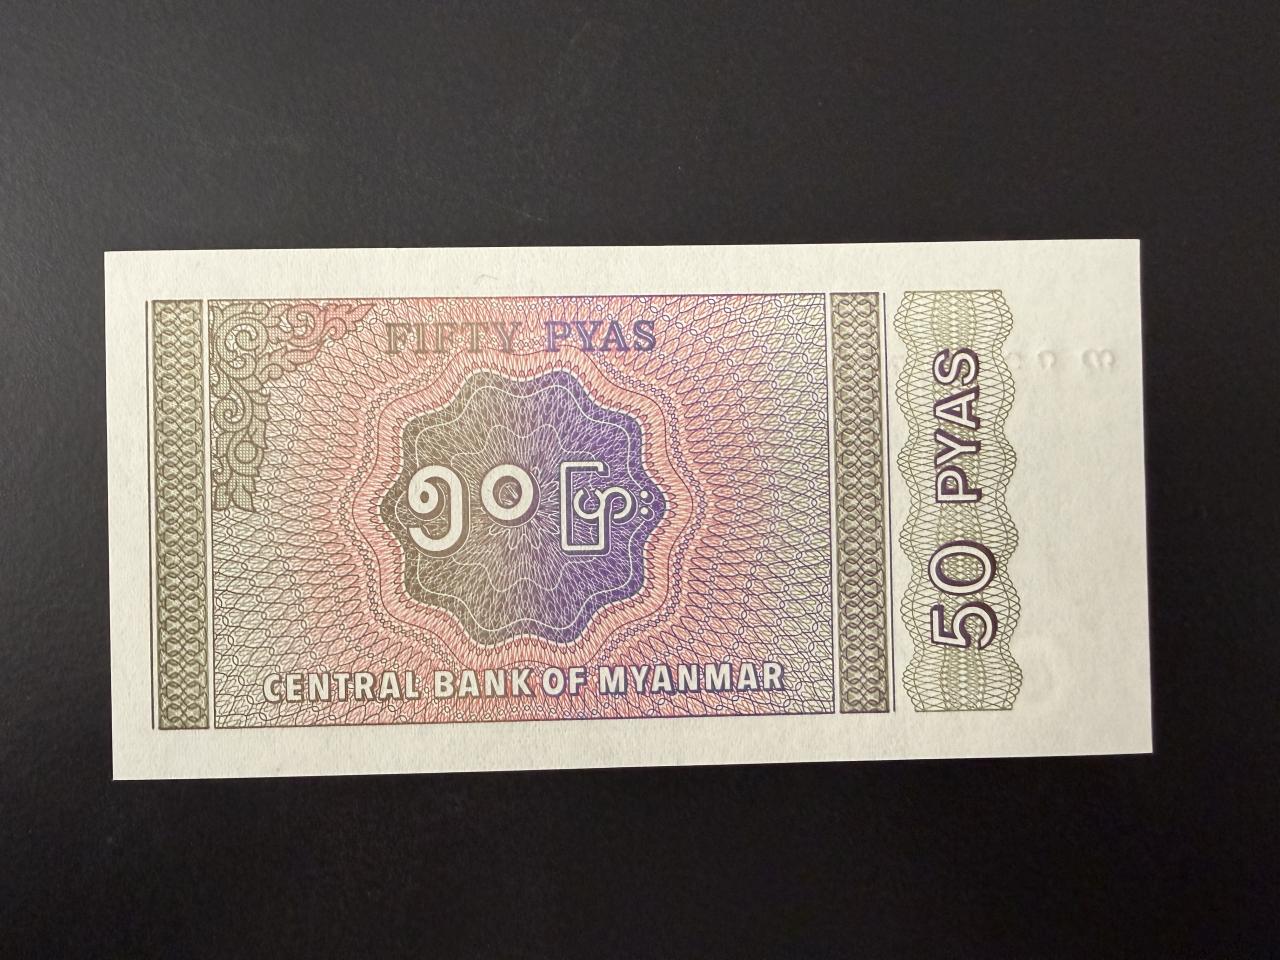 FIFTY PYAS
၅၀ ပြား
CENTRAL BANK OF MYANMAR
50 PYAS